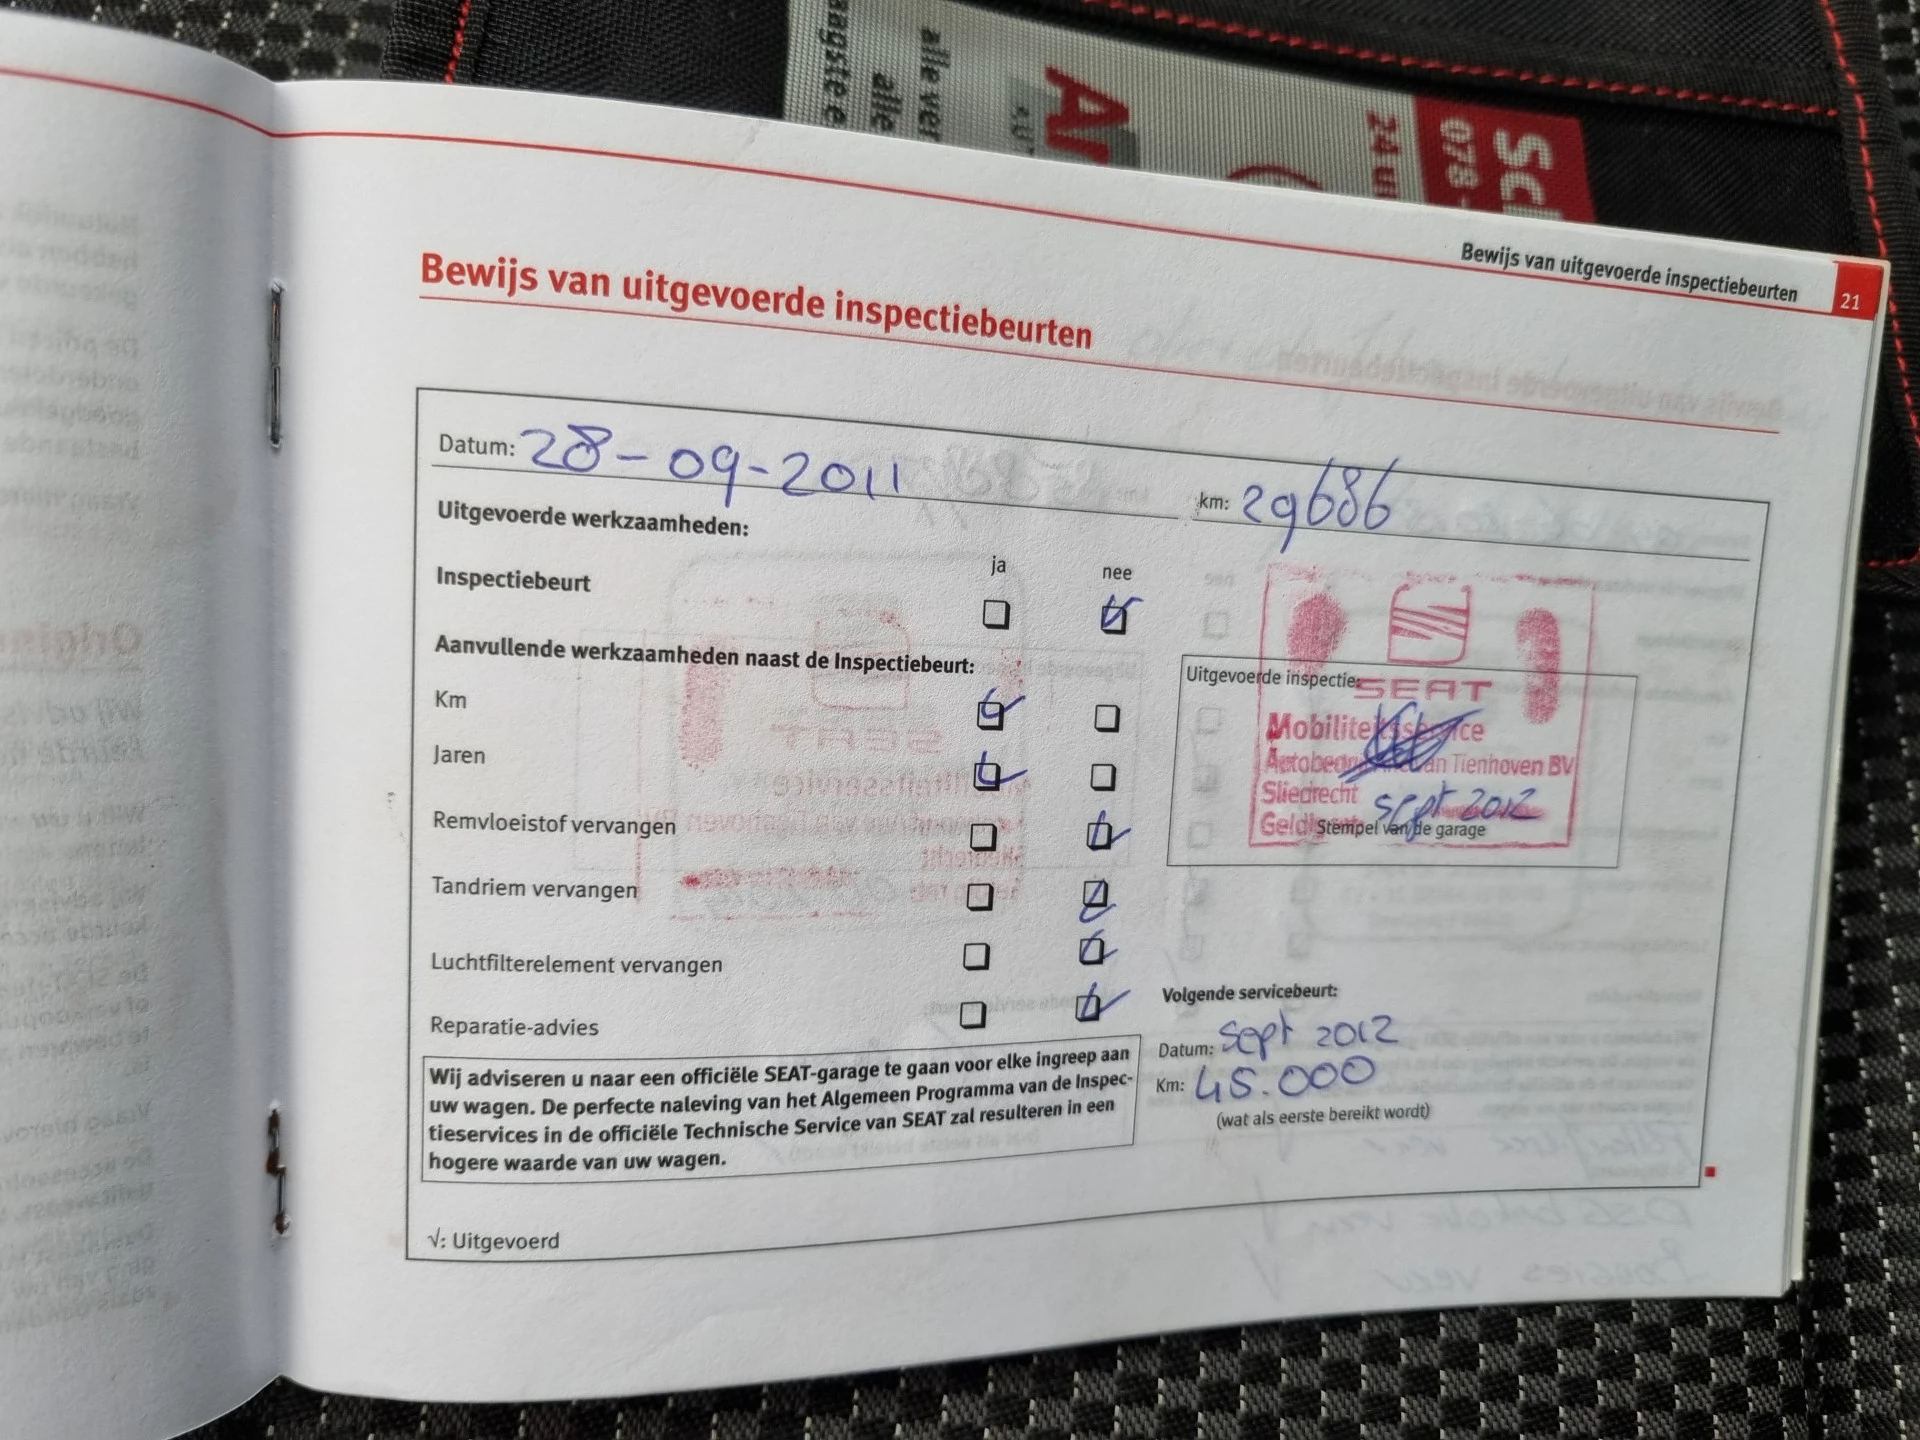 alle ver
alle
24 u
078-
Bewijs van uitgevoerde inspectiebeurten
21
Bewijs van uitgevoerde inspectiebeurten
Datum: 28-09-2011
km: 29686
Uitgevoerde werkzaamheden:
ja
nee
Inspectiebeurt
Aanvullende werkzaamheden naast de Inspectiebeurt:
Km
Jaren
Remvloeistof vervangen
Tandriem vervangen
Luchtfilterelement vervangen
Reparatie-advies
Uitgevoerde inspectie:
SEAT
Mobiliteitsservice
van Tienhoven BV
Sliedrecht
sept 2012
Stempel van de garage
Volgende servicebeurt:
Datum: sept 2012
Km: 45.000
(wat als eerste bereikt wordt)
Wij adviseren u naar een officiële SEAT-garage te gaan voor elke ingreep aan
uw wagen. De perfecte naleving van het Algemeen Programma van de Inspec-
tieservices in de officiële Technische Service van SEAT zal resulteren in een
hogere waarde van uw wagen.
√: Uitgevoerd